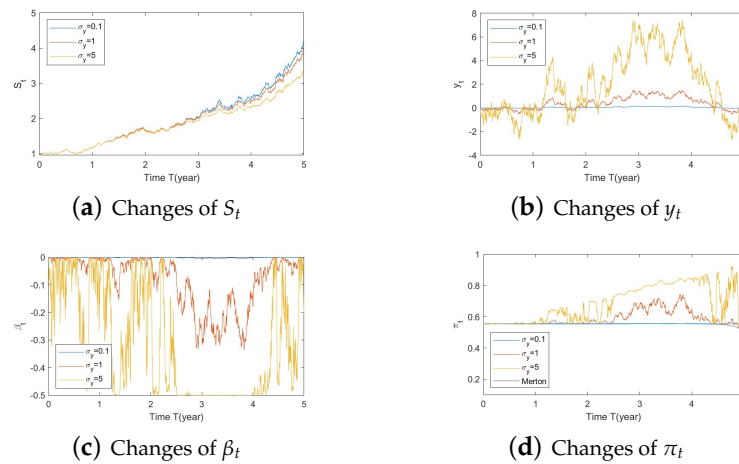 5
4
3
2
1
S_t
σ_y=0.1
σ_y=1
σ_y=5
0 1 2 3 4 5
Time T(year)
(a) Changes of S_t
8
6
4
2
0
-2
-4
y_t
σ_y=0.1
σ_y=1
σ_y=5
0 1 2 3 4 5
Time T(year)
(b) Changes of y_t
0
-0.1
-0.2
-0.3
-0.4
-0.5
β_t
σ_y=0.1
σ_y=1
σ_y=5
0 1 2 3 4 5
Time T(year)
(c) Changes of β_t
1
0.8
0.6
0.4
0.2
π_t
σ_y=0.1
σ_y=1
σ_y=5
Merton
0 1 2 3 4 5
Time T(year)
(d) Changes of π_t